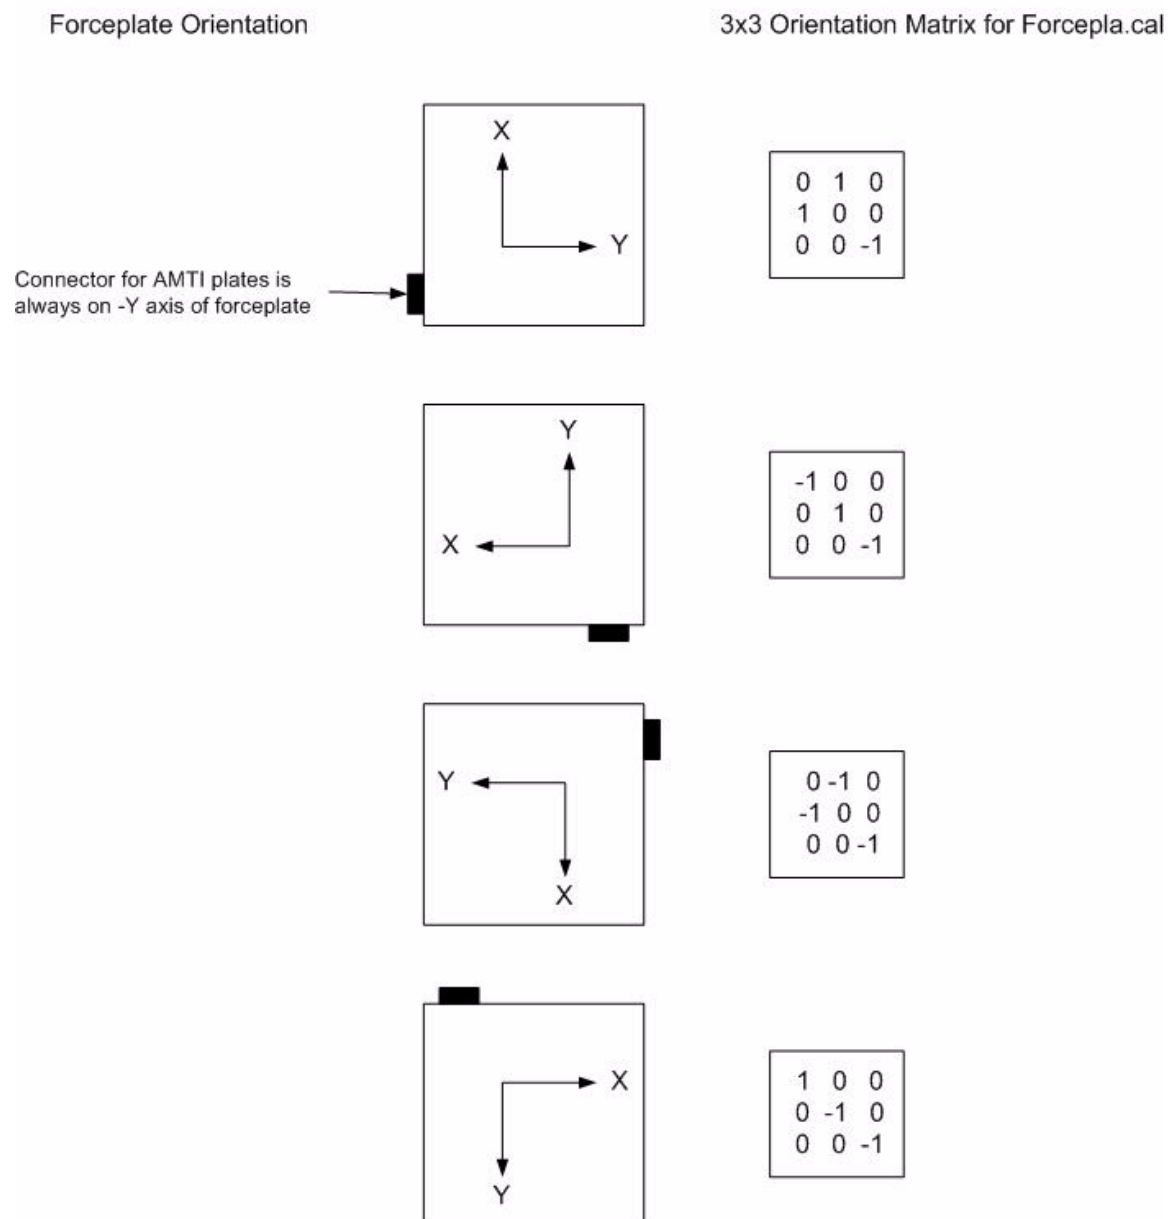 Forceplate Orientation
3x3 Orientation Matrix for Forcepla.cal
X
Y
0 1 0
1 0 0
0 0 -1
Connector for AMTI plates is
always on -Y axis of forceplate
Y
X
-1 0 0
0 1 0
0 0 -1
Y
X
0 -1 0
-1 0 0
0 0 -1
X
Y
1 0 0
0 -1 0
0 0 -1